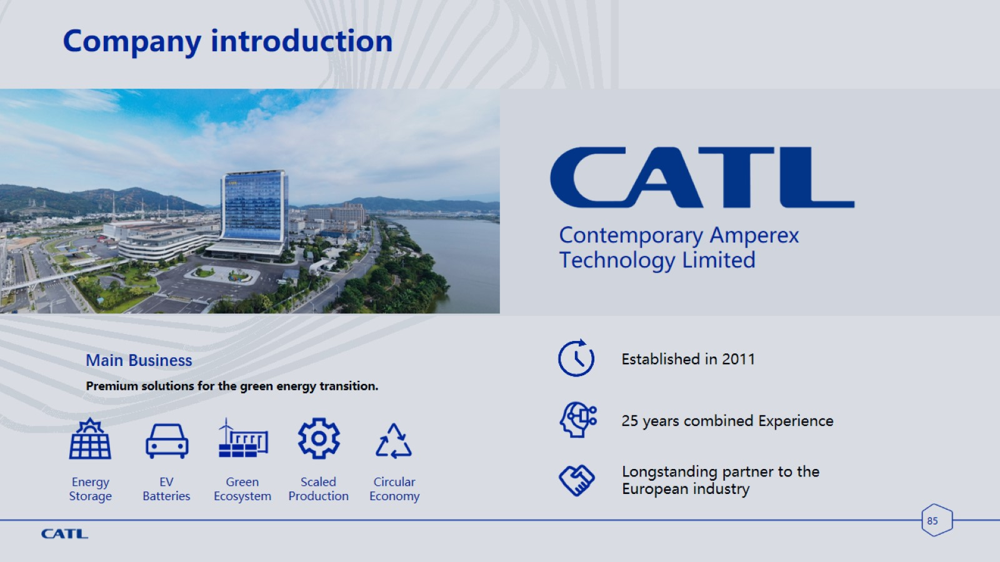 Company introduction
CATL
CATL
Contemporary Amperex
Technology Limited
Main Business
Premium solutions for the green energy transition.
Energy
Storage
EV
Batteries
Green
Ecosystem
Scaled
Production
Circular
Economy
Established in 2011
25 years combined Experience
Longstanding partner to the
European industry
85
CATL